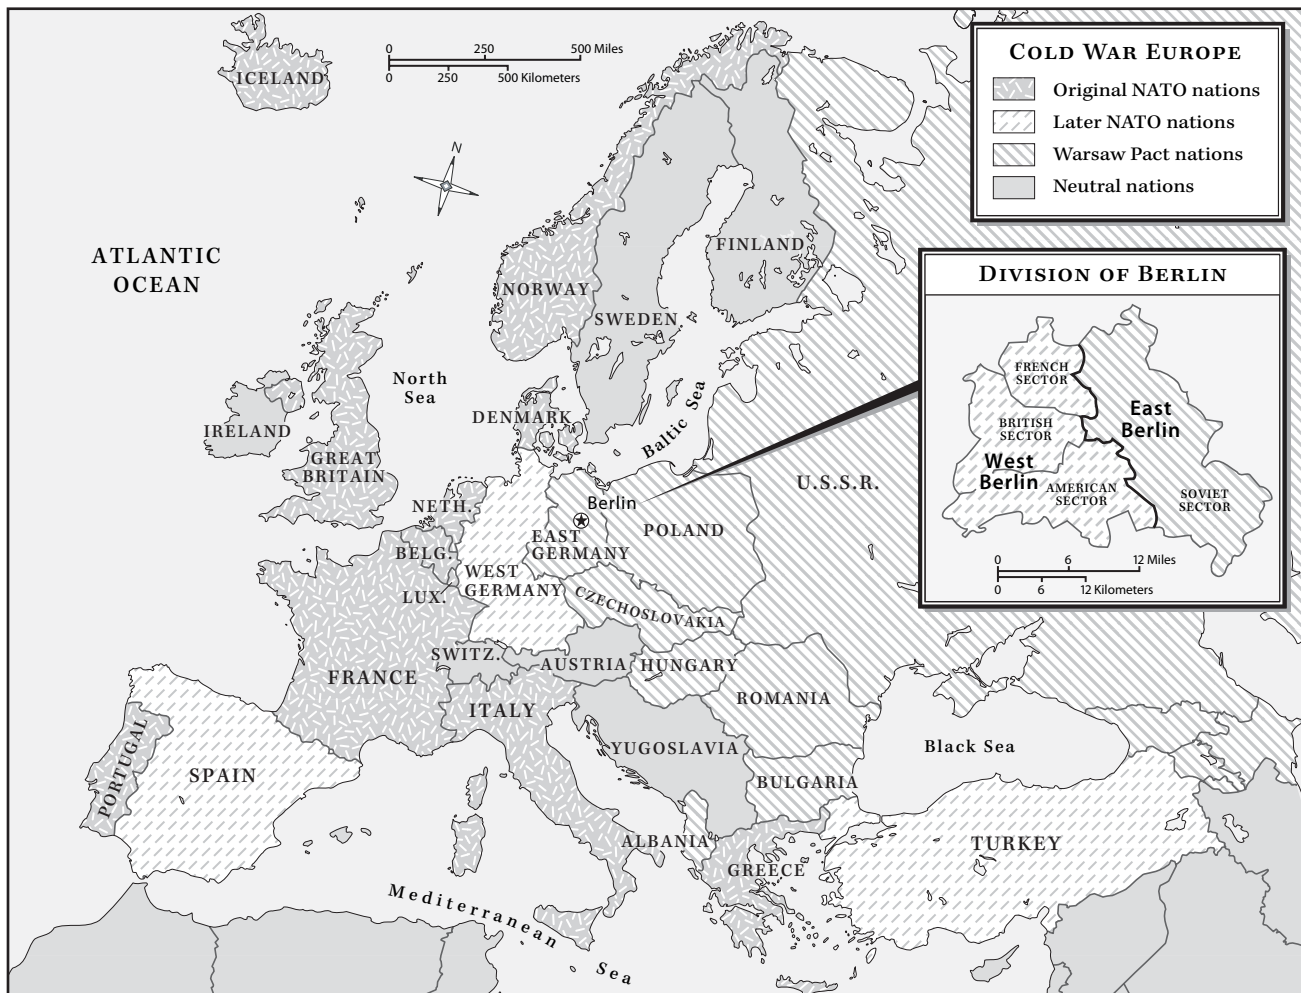 COLD WAR EUROPE
Original NATO nations
Later NATO nations
Warsaw Pact nations
Neutral nations
0 250 500 Miles
0 250 500 Kilometers
N
ICELAND
ATLANTIC
OCEAN
NORWAY
SWEDEN
FINLAND
North
Sea
DENMARK
Baltic Sea
IRELAND
GREAT
BRITAIN
NETH.
BELG.
LUX.
Berlin
EAST
GERMANY
WEST
GERMANY
POLAND
U.S.S.R.
CZECHOSLOVAKIA
FRANCE
SWITZ.
AUSTRIA
HUNGARY
ROMANIA
ITALY
YUGOSLAVIA
BULGARIA
Black Sea
PORTUGAL
SPAIN
ALBANIA
GREECE
TURKEY
Mediterranean
Sea
DIVISION OF BERLIN
FRENCH
SECTOR
BRITISH
SECTOR
West
Berlin
AMERICAN
SECTOR
East
Berlin
SOVIET
SECTOR
0 6 12 Miles
0 6 12 Kilometers